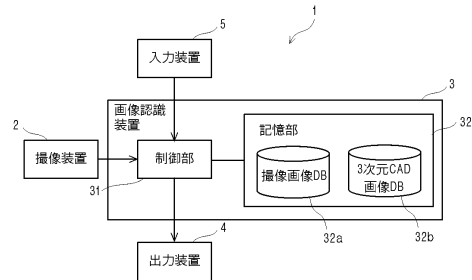 1
5
入力装置
3
画像認識
装置
32
記憶部
2
撮像装置
制御部
31
撮像画像DB
3次元CAD
画像DB
32a
32b
4
出力装置